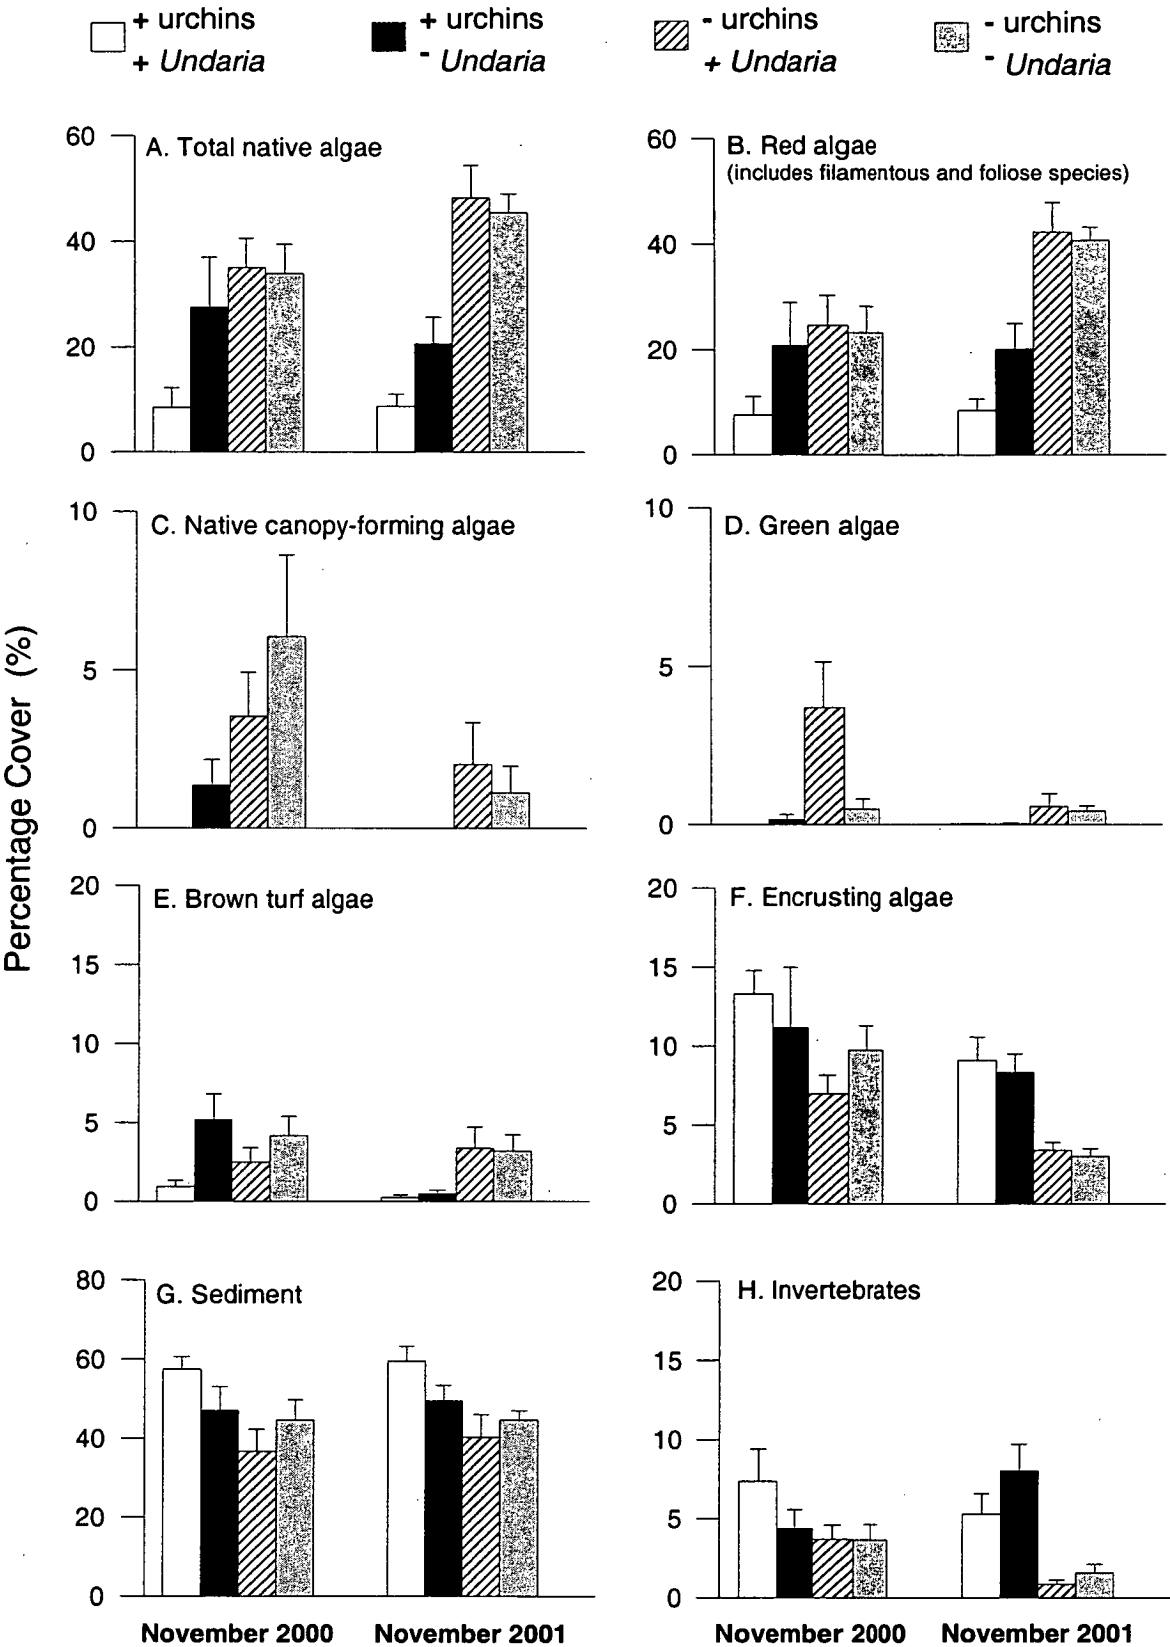 + urchins
+ Undaria
+ urchins
- Undaria
- urchins
+ Undaria
- urchins
- Undaria
Percentage Cover (%)
A. Total native algae
60
40
20
0
B. Red algae
(includes filamentous and foliose species)
60
40
20
0
C. Native canopy-forming algae
10
5
0
D. Green algae
10
5
0
E. Brown turf algae
20
15
10
5
0
F. Encrusting algae
20
15
10
5
0
G. Sediment
80
60
40
20
0
H. Invertebrates
20
15
10
5
0
November 2000 November 2001
November 2000 November 2001